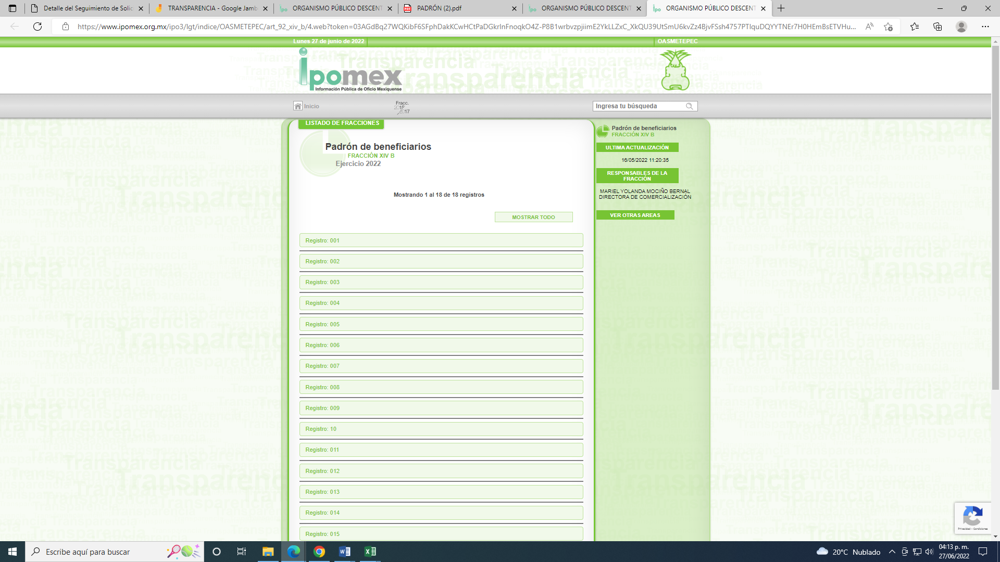 Detalle del Seguimiento de Solic
TRANSPARENCIA - Google Jamb
ORGANISMO PÚBLICO DESCENT
PADRÓN (2).pdf
ORGANISMO PÚBLICO DESCENT
ORGANISMO PÚBLICO DESCENT
https://www.ipomex.org.mx/ipo3/lgt/indice/OASMETEPEC/art_92_xiv_b/4.web?token=03AGdBq27WQKibF6SFphDakKCwHCtPaDGkrInFnoqkO4Z-P8B1wrbvzpjiimE2YkLLZxC_XkQU39UtSmU6kvZz4BjvFSsh4757PTIquDQYYTNEr7H0HEmBsETVHu...
Lunes 27 de junio de 2022
OASMETEPEC
ipomex
Información Pública de Oficio Mexiquense
Inicio
Fracc.
2017
Ingresa tu búsqueda
LISTADO DE FRACCIONES
Padrón de beneficiarios
FRACCIÓN XIV B
Ejercicio 2022
Mostrando 1 al 18 de 18 registros
MOSTRAR TODO
Registro: 001
Registro: 002
Registro: 003
Registro: 004
Registro: 005
Registro: 006
Registro: 007
Registro: 008
Registro: 009
Registro: 10
Registro: 011
Registro: 012
Registro: 013
Registro: 014
Registro: 015
Padrón de beneficiarios
FRACCIÓN XIV B
ULTIMA ACTUALIZACIÓN
16/05/2022 11:20:35
RESPONSABLES DE LA
FRACCIÓN
MARIEL YOLANDA MOCIÑO BERNAL
DIRECTORA DE COMERCIALIZACIÓN
VER OTRAS AREAS
Privacidad - Condiciones
Escribe aquí para buscar
20°C Nublado
04:13 p. m.
27/06/2022